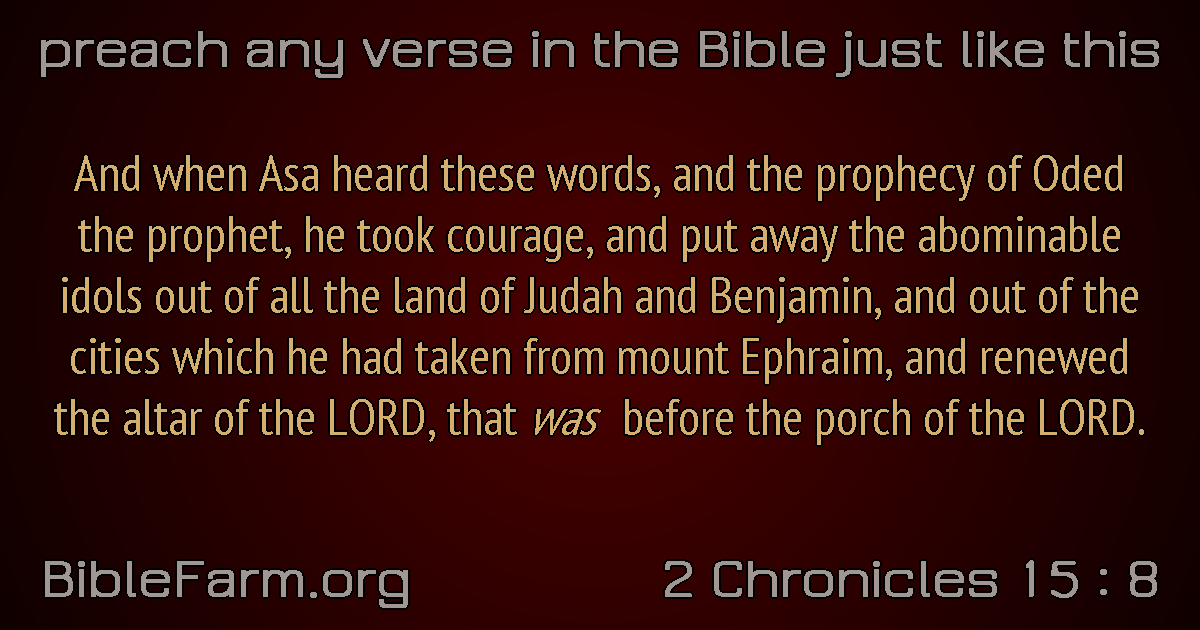 preach any verse in the Bible just like this
And when Asa heard these words, and the prophecy of Oded
the prophet, he took courage, and put away the abominable
idols out of all the land of Judah and Benjamin, and out of the
cities which he had taken from mount Ephraim, and renewed
the altar of the LORD, that was before the porch of the LORD.
BibleFarm.org
2 Chronicles 15 : 8